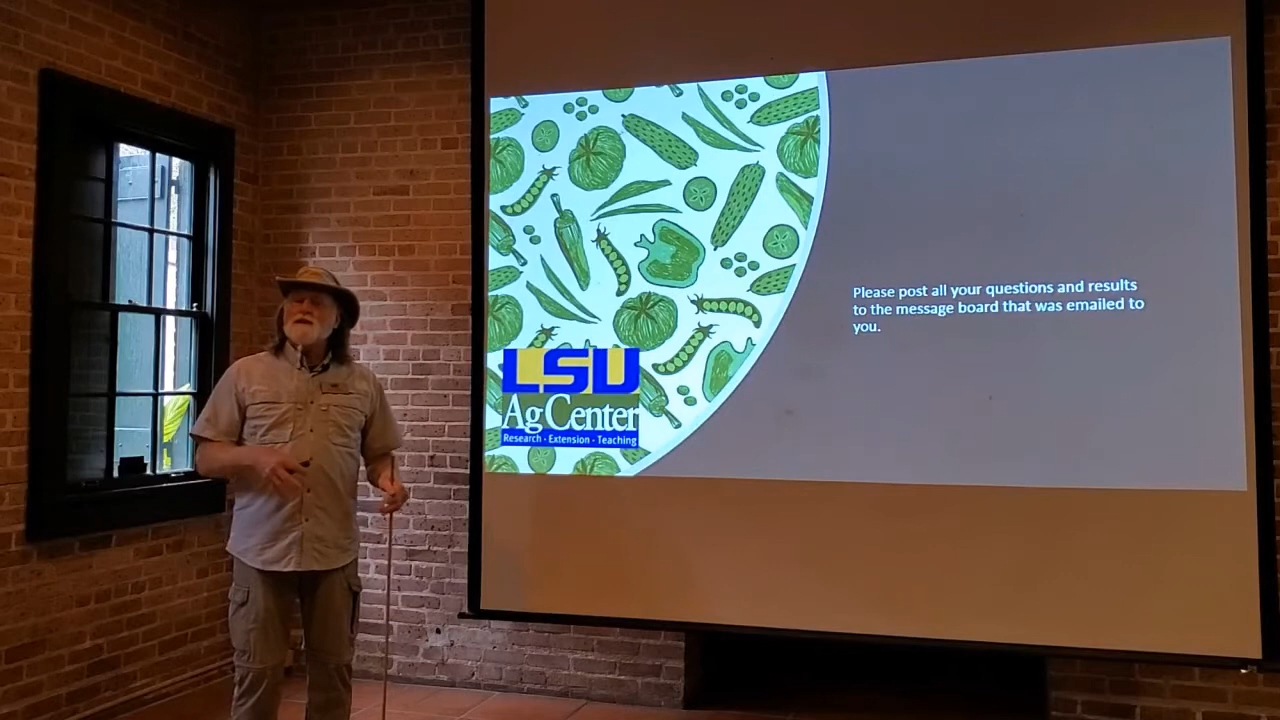 Please post all your questions and results
to the message board that was emailed to
you.
LSU
AgCenter
Research · Extension · Teaching